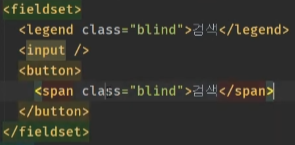 <fieldset>
<legend class="blind">검색</legend>
<input />
<button>
<span class="blind">검색</span>
</button>
</fieldset>